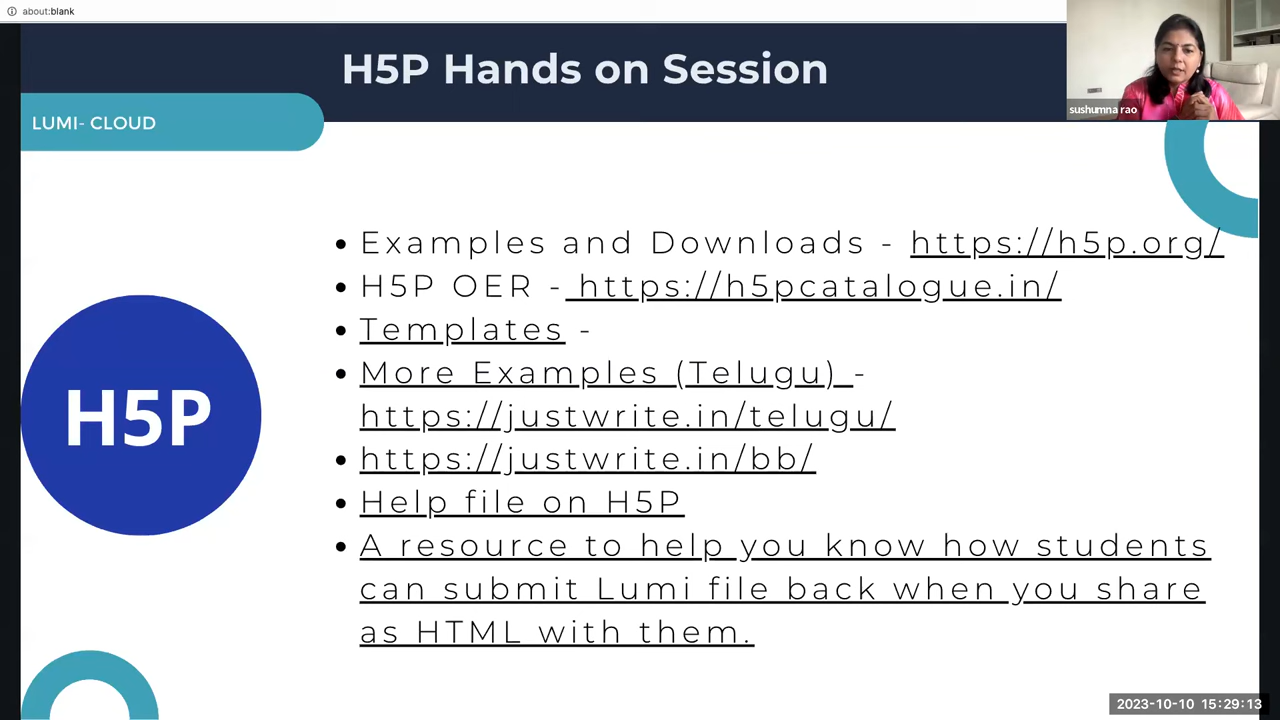 about:blank
H5P Hands on Session
sushumna rao
LUMI- CLOUD
• Examples and Downloads - https://h5p.org/
• H5P OER - https://h5pcatalogue.in/
• Templates -
• More Examples (Telugu) -
https://justwrite.in/telugu/
• https://justwrite.in/bb/
• Help file on H5P
• A resource to help you know how students
can submit Lumi file back when you share
as HTML with them.
H5P
2023-10-10 15:29:13